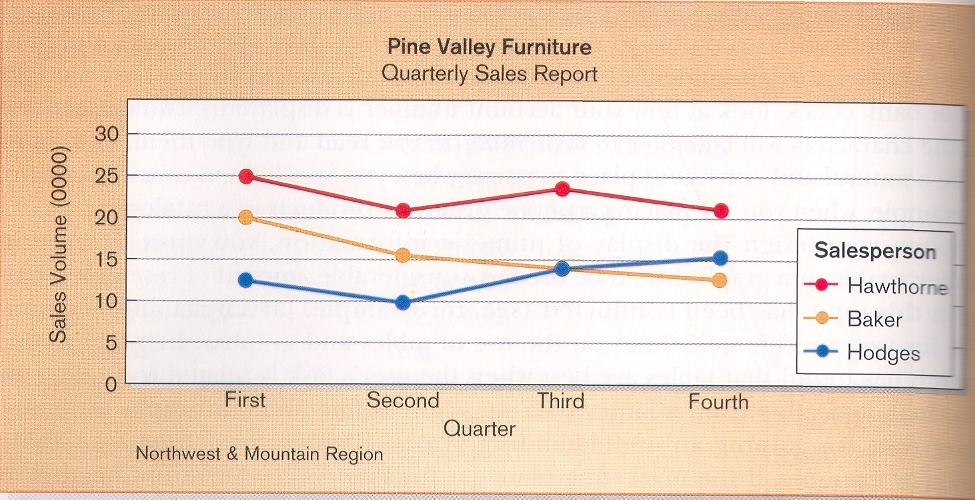 Pine Valley Furniture
Quarterly Sales Report
Sales Volume (0000)
30
25
20
15
10
5
0
First Second Third Fourth
Quarter
Salesperson
Hawthorne
Baker
Hodges
Northwest & Mountain Region